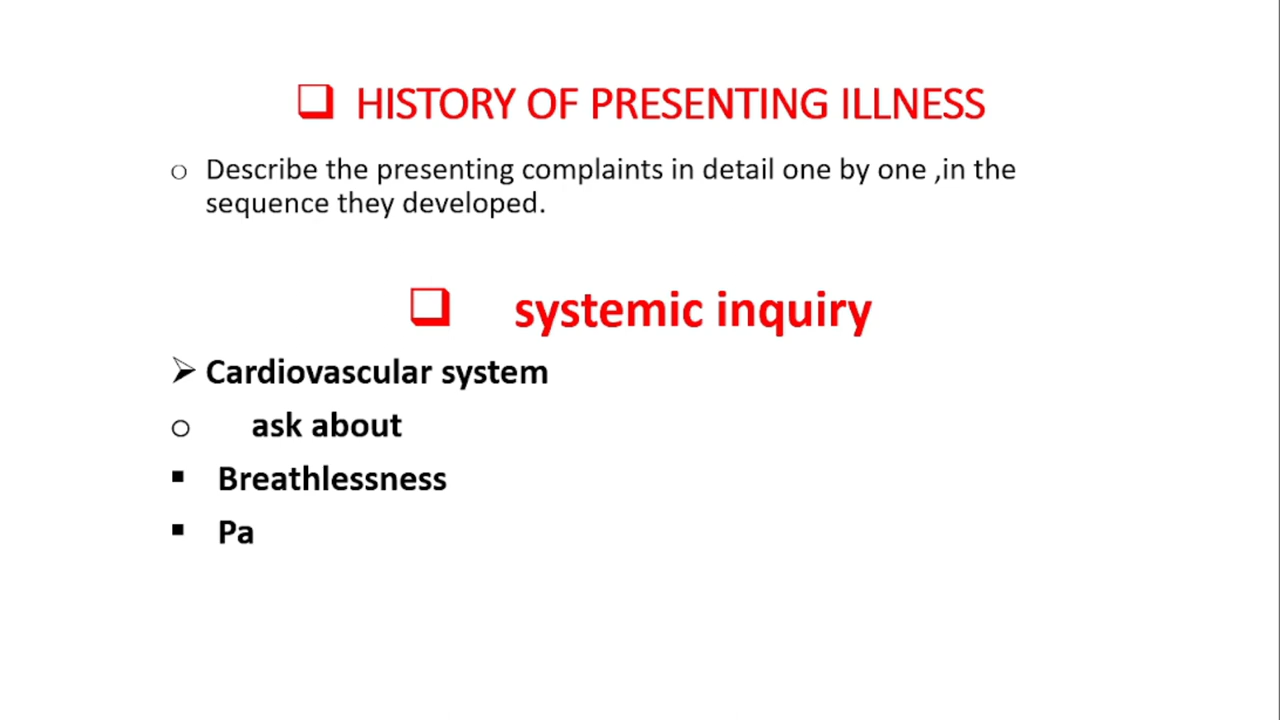 HISTORY OF PRESENTING ILLNESS
Describe the presenting complaints in detail one by one ,in the
sequence they developed.
systemic inquiry
Cardiovascular system
ask about
Breathlessness
Pa